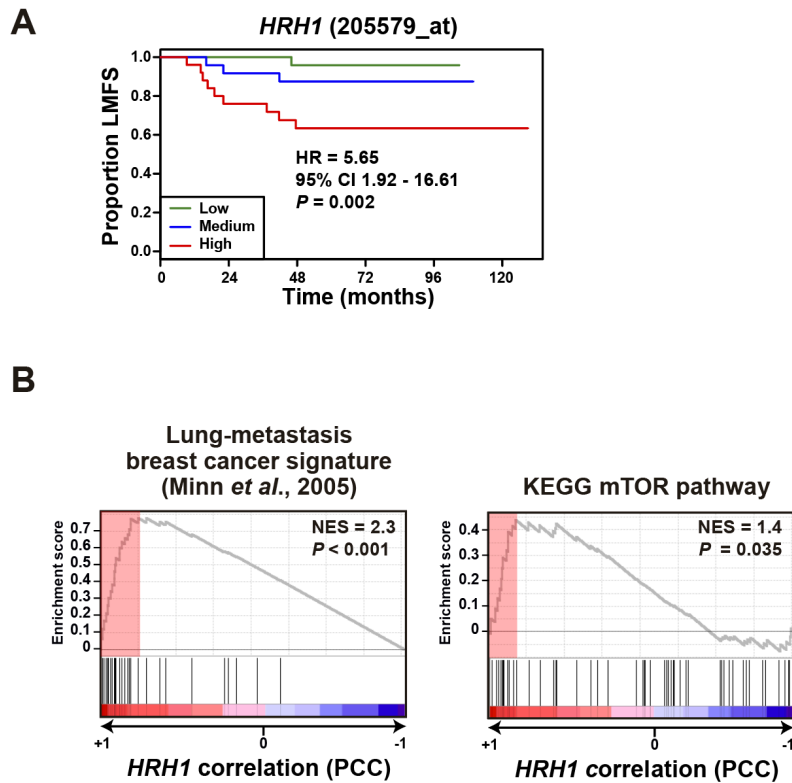 A
HRH1 (205579_at)
Proportion LMFS
1.0
0.8
0.6
0.4
0.2
0.0
HR = 5.65
95% CI 1.92 - 16.61
P = 0.002
Low
Medium
High
0 24 48 72 96 120
Time (months)
B
Lung-metastasis
breast cancer signature
(Minn et al., 2005)
Enrichment score
0.7
0.6
0.5
0.4
0.3
0.2
0.1
0
NES = 2.3
P < 0.001
+1 0 -1
HRH1 correlation (PCC)
KEGG mTOR pathway
Enrichment score
0.4
0.3
0.2
0.1
0
NES = 1.4
P = 0.035
+1 0 -1
HRH1 correlation (PCC)